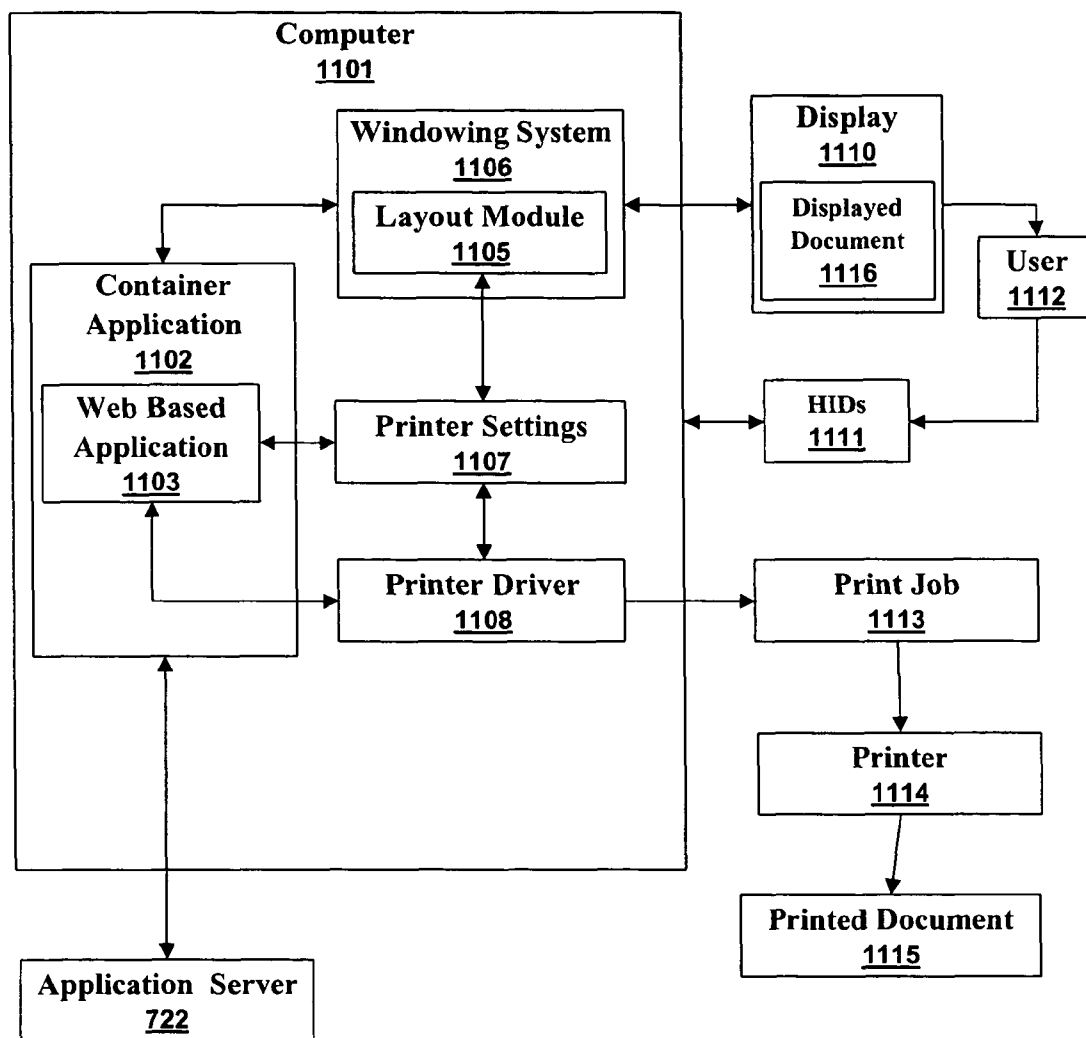 Computer
1101
Windowing System
1106
Layout Module
1105
Display
1110
Displayed
Document
1116
User
1112
Container
Application
1102
Web Based
Application
1103
Printer Settings
1107
HIDs
1111
Printer Driver
1108
Print Job
1113
Printer
1114
Printed Document
1115
Application Server
722